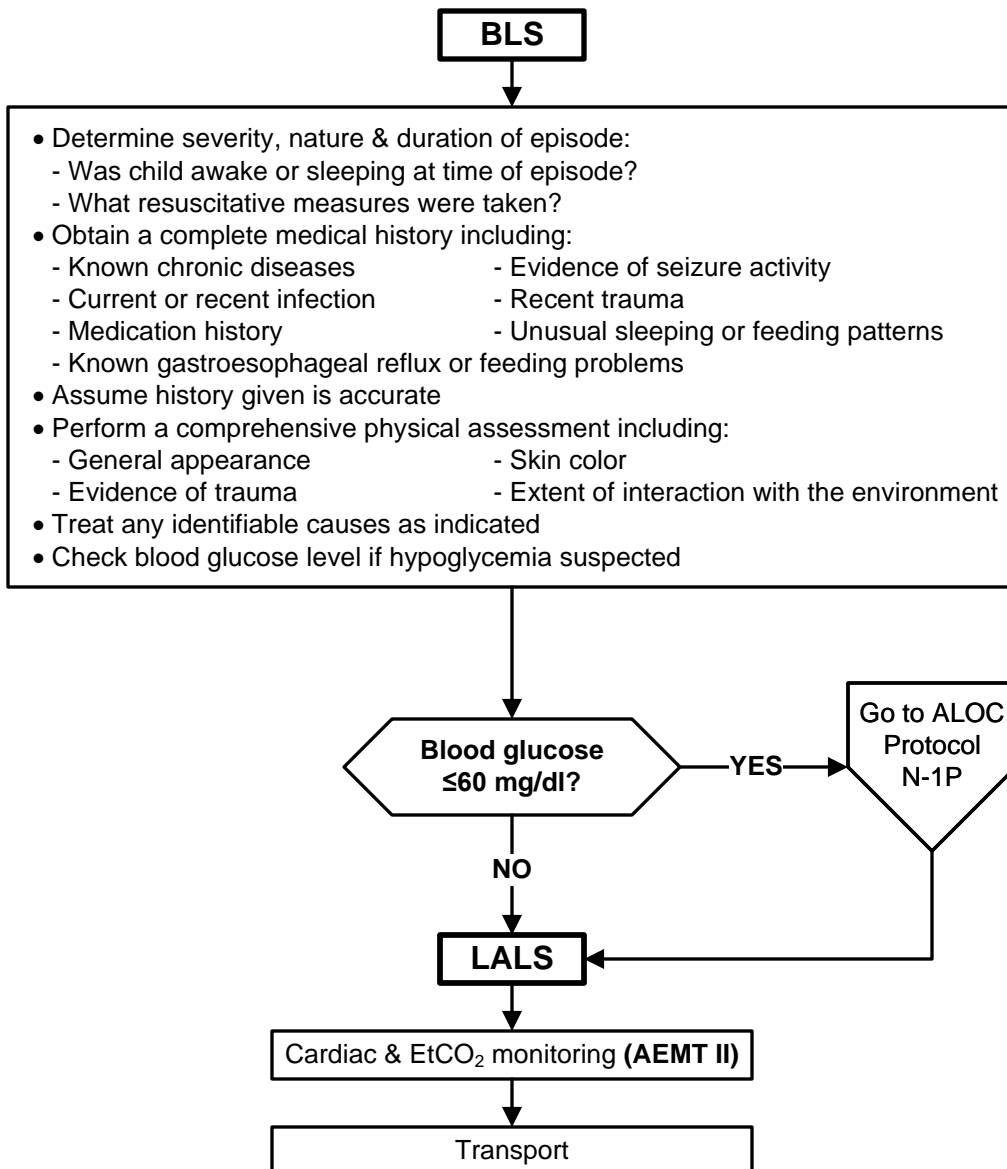 BLS
• Determine severity, nature & duration of episode:
- Was child awake or sleeping at time of episode?
- What resuscitative measures were taken?
• Obtain a complete medical history including:
- Known chronic diseases - Evidence of seizure activity
- Current or recent infection - Recent trauma
- Medication history - Unusual sleeping or feeding patterns
- Known gastroesophageal reflux or feeding problems
• Assume history given is accurate
• Perform a comprehensive physical assessment including:
- General appearance - Skin color
- Evidence of trauma - Extent of interaction with the environment
• Treat any identifiable causes as indicated
• Check blood glucose level if hypoglycemia suspected
Blood glucose
≤60 mg/dl?
YES
Go to ALOC
Protocol
N-1P
NO
LALS
Cardiac & EtCO₂ monitoring (AEMT II)
Transport